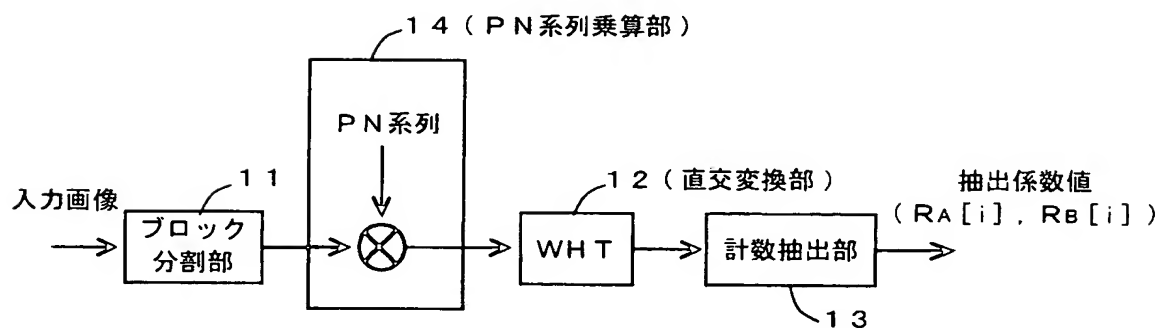 14(PN系列乗算部)
PN系列
入力画像
11
ブロック
分割部
12(直交変換部)
WHT
抽出係数値
(RA[i],RB[i])
計数抽出部
13